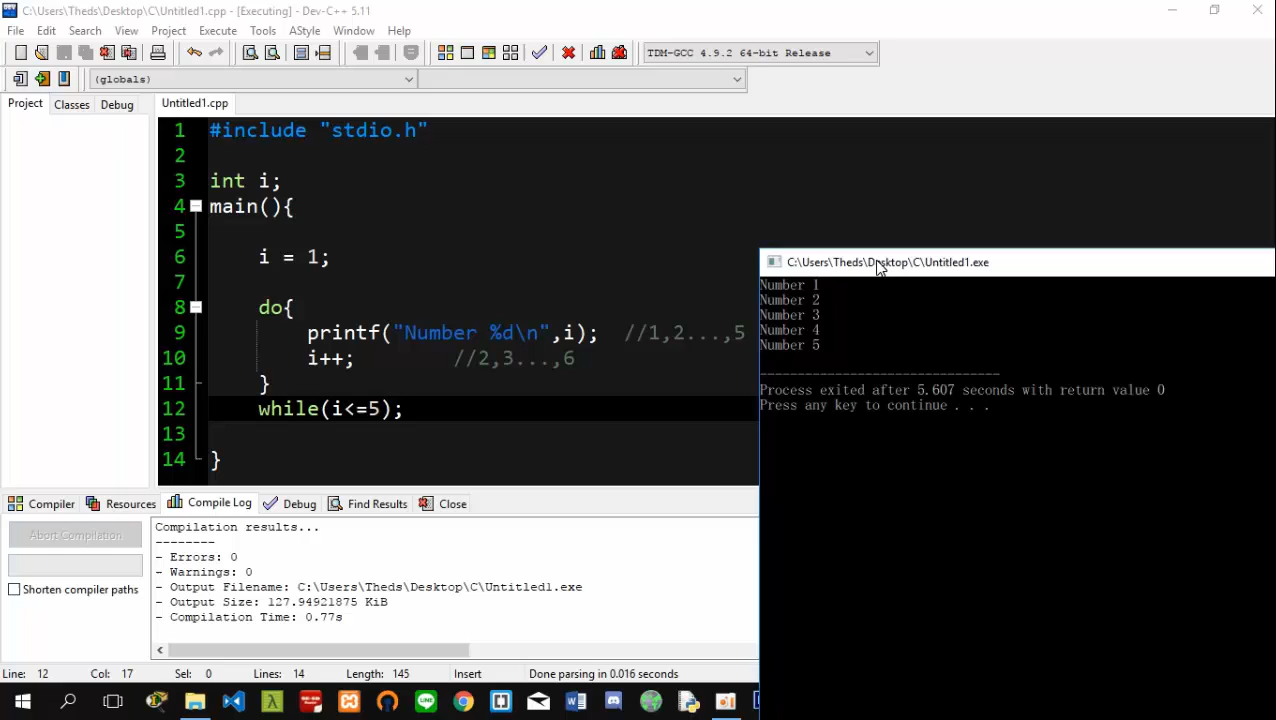 C:\Users\Theds\Desktop\C\Untitled1.cpp - [Executing] - Dev-C++ 5.11
File Edit Search View Project Execute Tools AStyle Window Help
TDM-GCC 4.9.2 64-bit Release
(globals)
Project Classes Debug Untitled1.cpp
1 #include "stdio.h"
2
3 int i;
4 main(){
5
6 i = 1;
7
8 do{
9 printf("Number %d\n",i); //1,2...,5
10 i++; //2,3...,6
11 }
12 while(i<=5);
13
14 }
C:\Users\Theds\Desktop\C\Untitled1.exe
Number 1
Number 2
Number 3
Number 4
Number 5
--------------------------------
Process exited after 5.607 seconds with return value 0
Press any key to continue . . .
Compiler Resources Compile Log Debug Find Results Close
Abort Compilation
Shorten compiler paths
Compilation results...
--------
- Errors: 0
- Warnings: 0
- Output Filename: C:\Users\Theds\Desktop\C\Untitled1.exe
- Output Size: 127.94921875 KiB
- Compilation Time: 0.77s
Line: 12 Col: 17 Sel: 0 Lines: 14 Length: 145 Insert Done parsing in 0.016 seconds